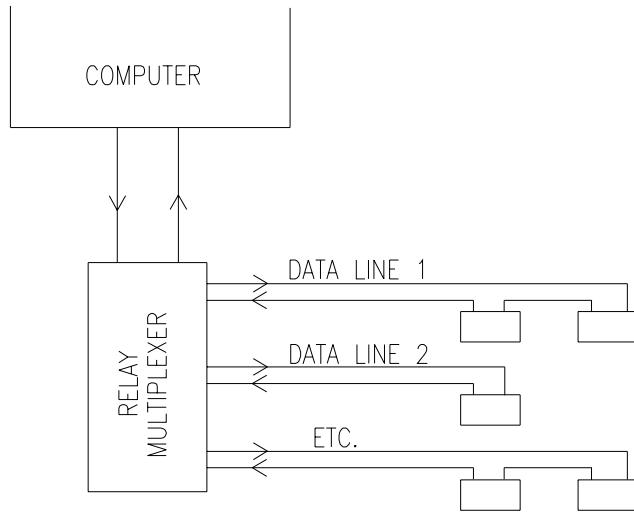 COMPUTER
DATA LINE 1
DATA LINE 2
RELAY
MULTIPLEXER
ETC.